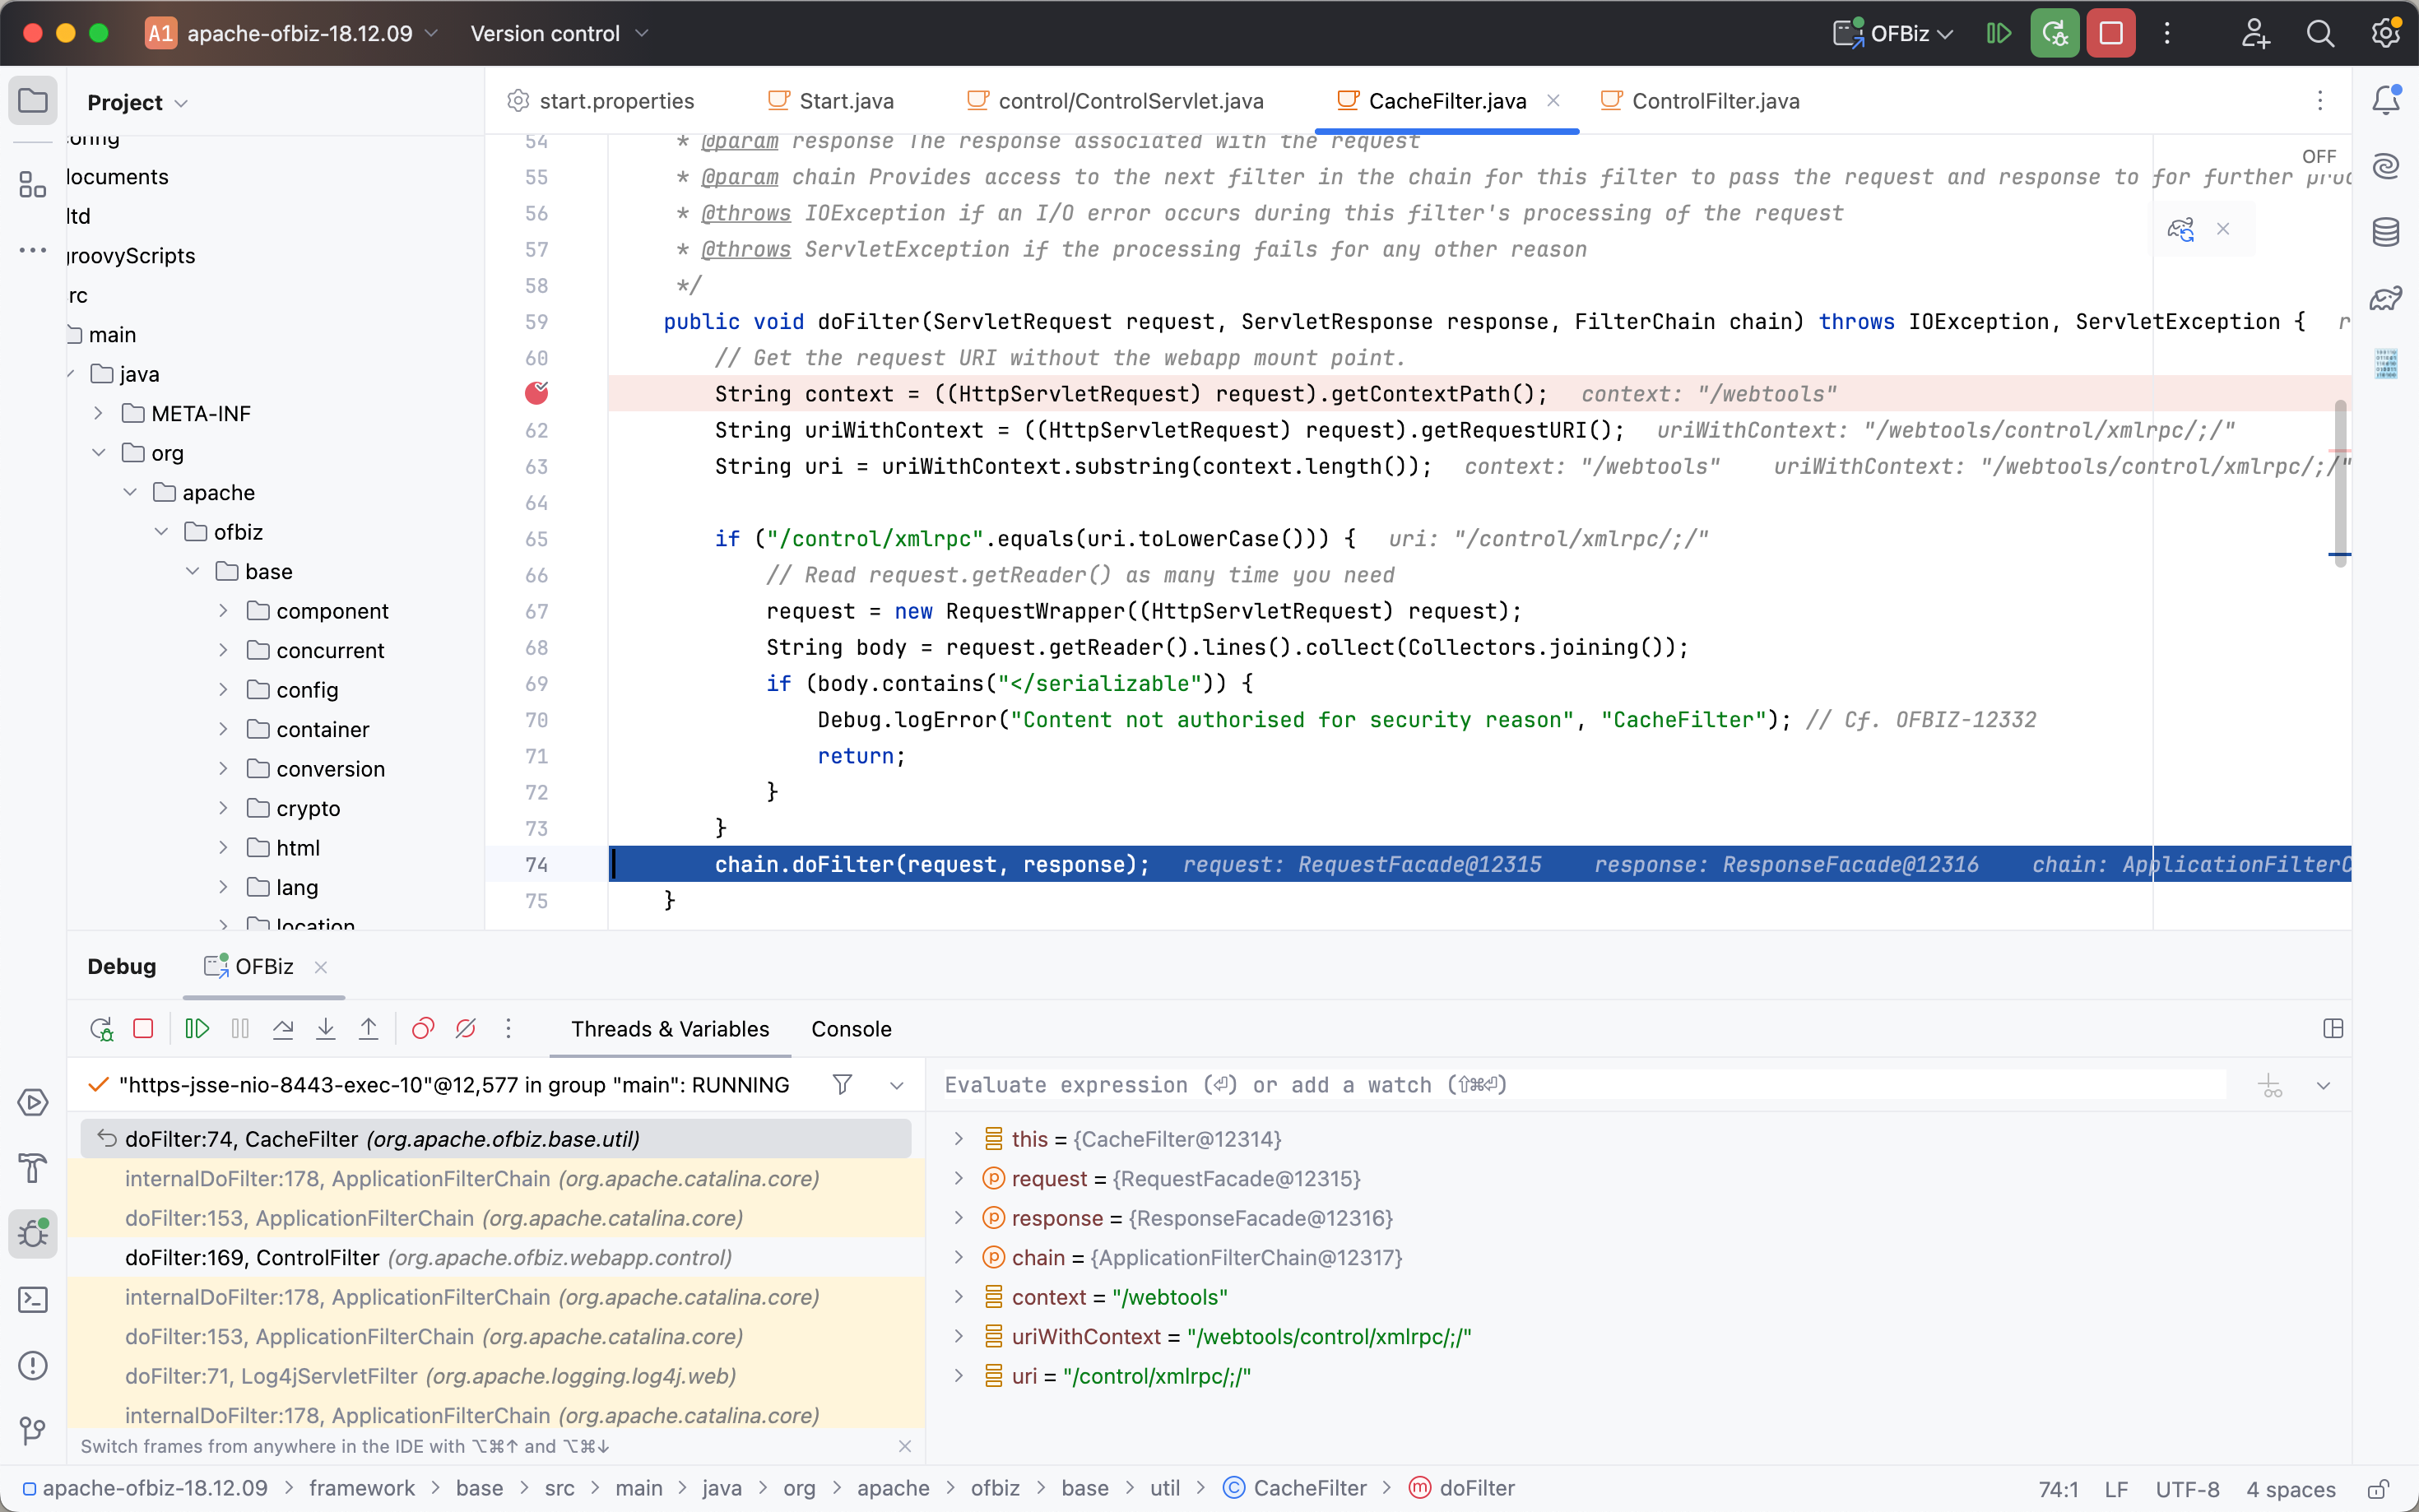 A1 apache-ofbiz-18.12.09 Version control OFBiz
Project
config
documents
groovyScripts
main
java
META-INF
org
apache
ofbiz
base
component
concurrent
config
container
conversion
crypto
html
lang
location
start.properties Start.java control/ControlServlet.java CacheFilter.java ControlFilter.java
OFF
54 * @param response The response associated with the request
55 * @param chain Provides access to the next filter in the chain for this filter to pass the request and response to for further
56 * @throws IOException if an I/O error occurs during this filter's processing of the request
57 * @throws ServletException if the processing fails for any other reason
58 */
59 public void doFilter(ServletRequest request, ServletResponse response, FilterChain chain) throws IOException, ServletException { r
60 // Get the request URI without the webapp mount point.
String context = ((HttpServletRequest) request).getContextPath(); context: "/webtools"
62 String uriWithContext = ((HttpServletRequest) request).getRequestURI(); uriWithContext: "/webtools/control/xmlrpc/;/"
63 String uri = uriWithContext.substring(context.length()); context: "/webtools" uriWithContext: "/webtools/control/xmlrpc/;/"
64
65 if ("/control/xmlrpc".equals(uri.toLowerCase())) { uri: "/control/xmlrpc/;/"
66 // Read request.getReader() as many time you need
67 request = new RequestWrapper((HttpServletRequest) request);
68 String body = request.getReader().lines().collect(Collectors.joining());
69 if (body.contains("</serializable")) {
70 Debug.logError("Content not authorised for security reason", "CacheFilter"); // Cf. OFBIZ-12332
71 return;
72 }
73 }
74 chain.doFilter(request, response); request: RequestFacade@12315 response: ResponseFacade@12316 chain: ApplicationFilterC
75 }
Debug OFBiz
Threads & Variables Console
"https-jsse-nio-8443-exec-10"@12,577 in group "main": RUNNING
doFilter:74, CacheFilter (org.apache.ofbiz.base.util)
internalDoFilter:178, ApplicationFilterChain (org.apache.catalina.core)
doFilter:153, ApplicationFilterChain (org.apache.catalina.core)
doFilter:169, ControlFilter (org.apache.ofbiz.webapp.control)
internalDoFilter:178, ApplicationFilterChain (org.apache.catalina.core)
doFilter:153, ApplicationFilterChain (org.apache.catalina.core)
doFilter:71, Log4jServletFilter (org.apache.logging.log4j.web)
internalDoFilter:178, ApplicationFilterChain (org.apache.catalina.core)
Switch frames from anywhere in the IDE with ⌥⌘↑ and ⌥⌘↓
Evaluate expression (⏎) or add a watch (⇧⌘⏎)
this = {CacheFilter@12314}
request = {RequestFacade@12315}
response = {ResponseFacade@12316}
chain = {ApplicationFilterChain@12317}
context = "/webtools"
uriWithContext = "/webtools/control/xmlrpc/;/"
uri = "/control/xmlrpc/;/"
apache-ofbiz-18.12.09 > framework > base > src > main > java > org > apache > ofbiz > base > util > CacheFilter > doFilter
74:1 LF UTF-8 4 spaces